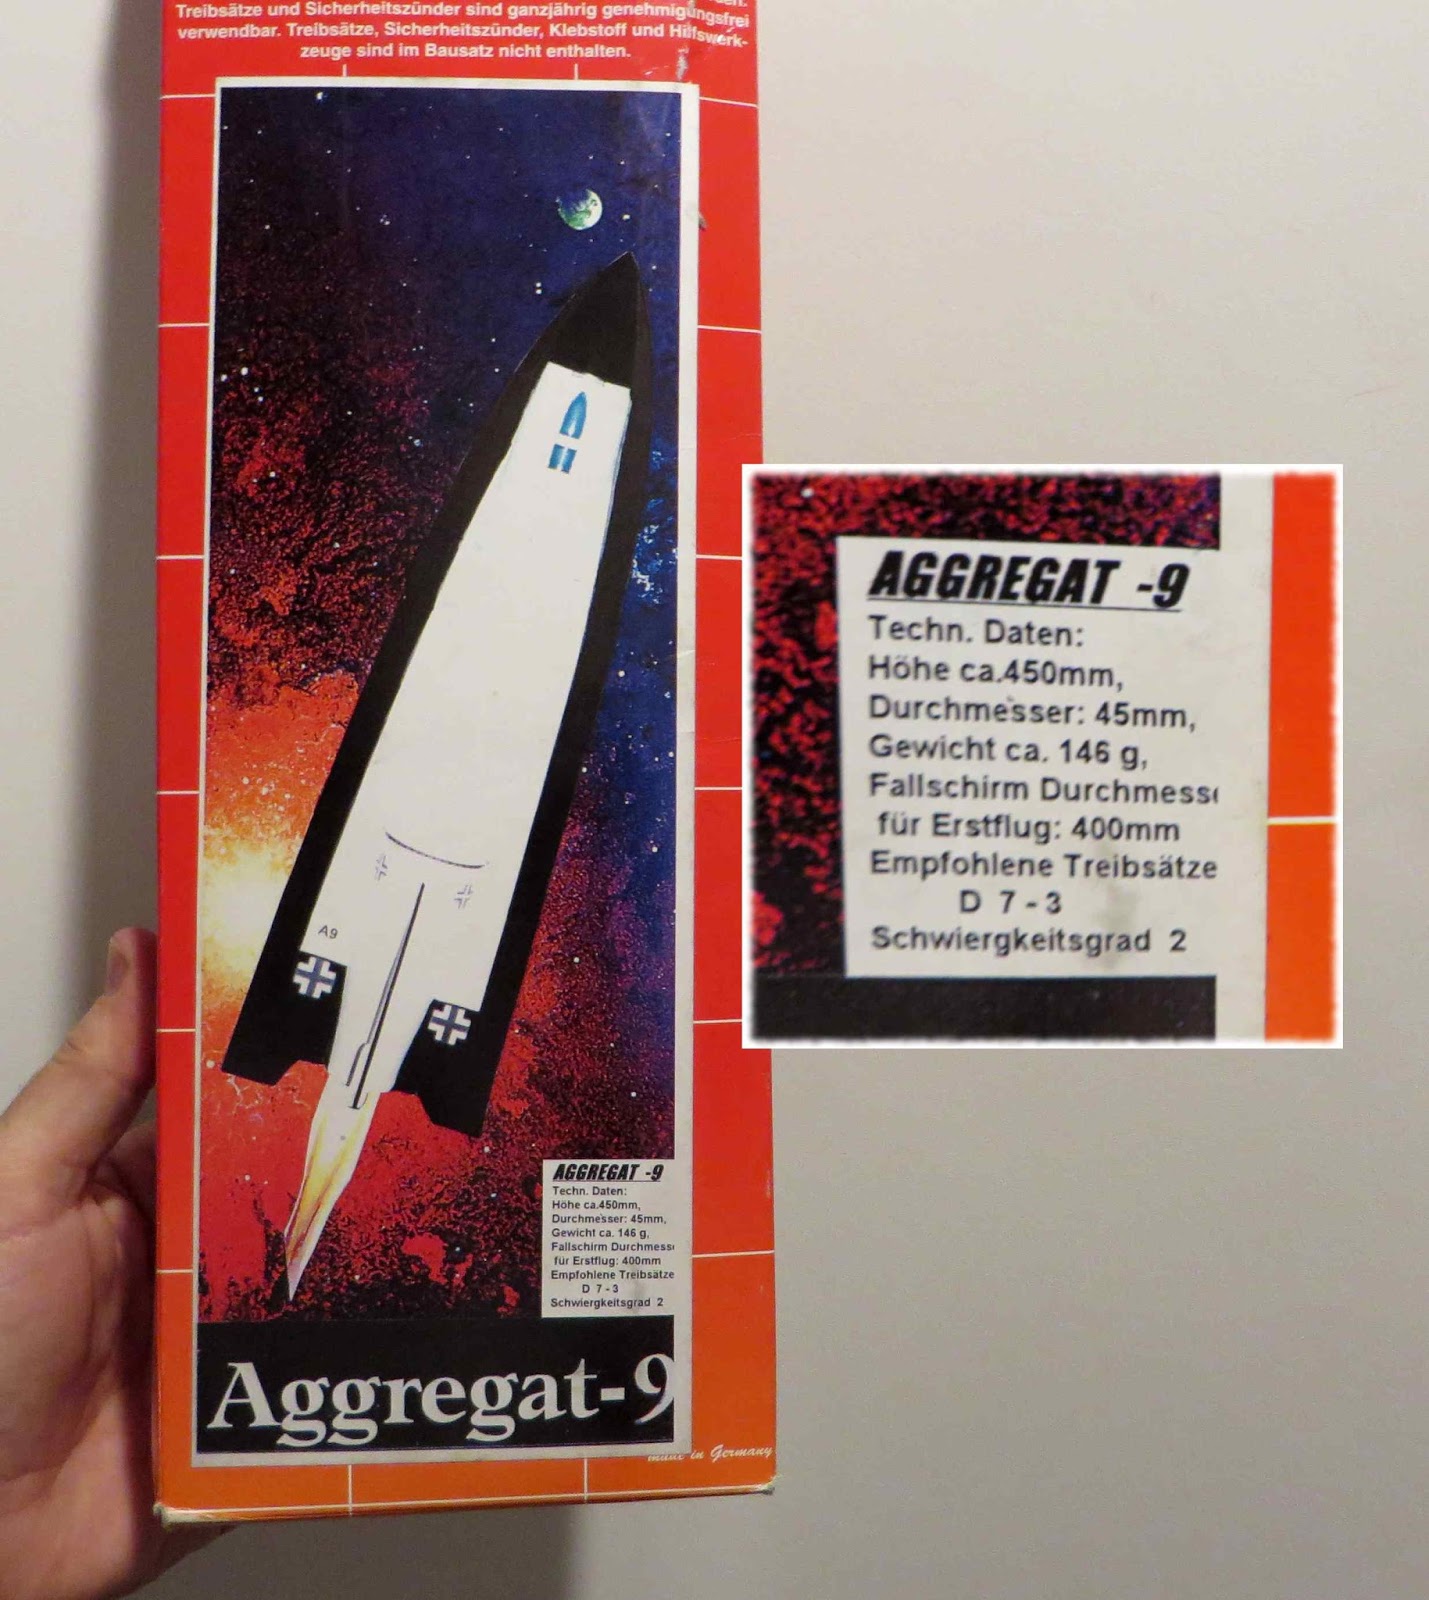 Treibsätze und Sicherheitszünder sind ganzjährig genehmigungsfrei
verwendbar. Treibsätze, Sicherheitszünder, Klebstoff und Hilfswerk-
zeuge sind im Bausatz nicht enthalten.
A9
AGGREGAT -9
Techn. Daten:
Höhe ca.450mm,
Durchmesser: 45mm,
Gewicht ca. 146 g,
Fallschirm Durchmess
für Erstflug: 400mm
Empfohlene Treibsätze
D 7 - 3
Schwiergkeitsgrad 2
Aggregat-9
made in Germany
AGGREGAT -9
Techn. Daten:
Höhe ca.450mm,
Durchmesser: 45mm,
Gewicht ca. 146 g,
Fallschirm Durchmess
für Erstflug: 400mm
Empfohlene Treibsätze
D 7 - 3
Schwiergkeitsgrad 2